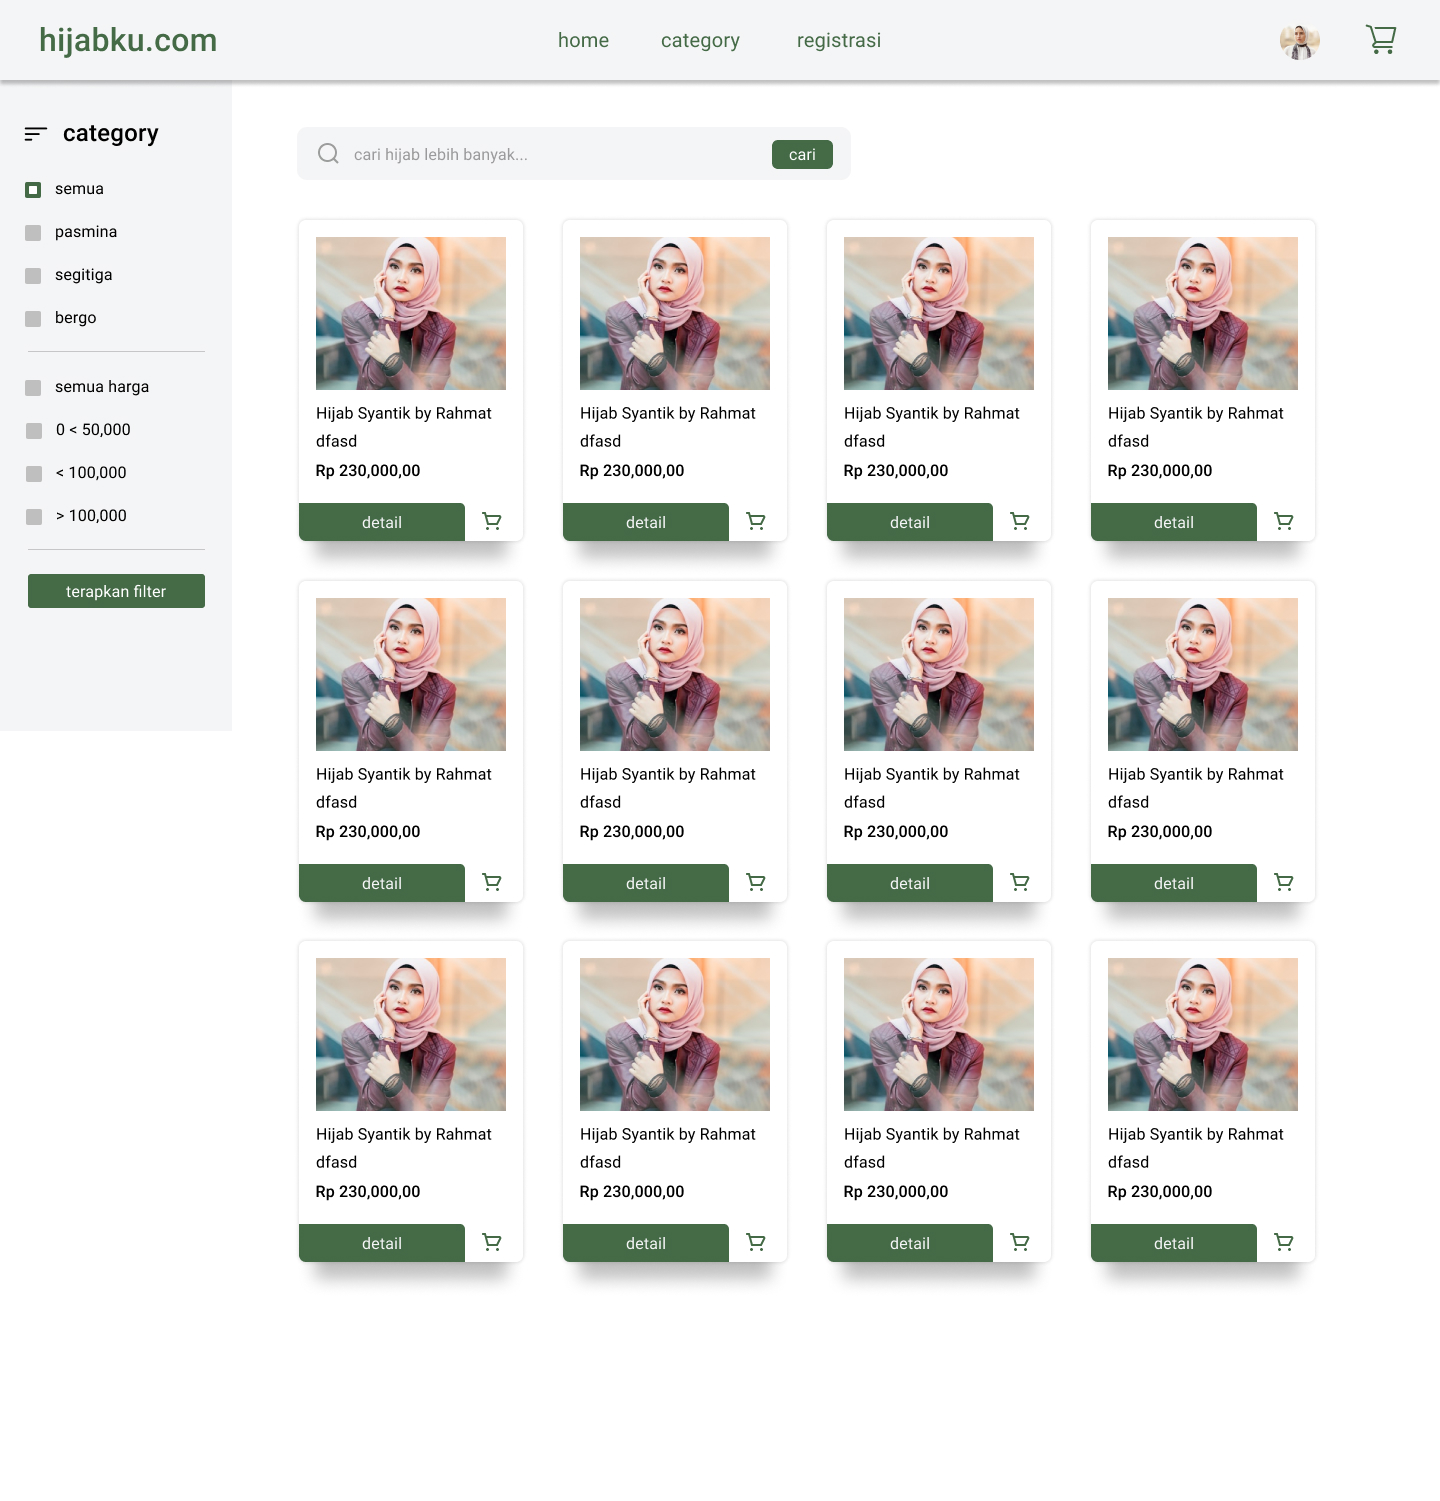 hijabku.com
home
category
registrasi
category
semua
pasmina
segitiga
bergo
semua harga
0 < 50,000
< 100,000
> 100,000
terapkan filter
cari hijab lebih banyak...
cari
Hijab Syantik by Rahmat
dfasd
Rp 230,000,00
detail
Hijab Syantik by Rahmat
dfasd
Rp 230,000,00
detail
Hijab Syantik by Rahmat
dfasd
Rp 230,000,00
detail
Hijab Syantik by Rahmat
dfasd
Rp 230,000,00
detail
Hijab Syantik by Rahmat
dfasd
Rp 230,000,00
detail
Hijab Syantik by Rahmat
dfasd
Rp 230,000,00
detail
Hijab Syantik by Rahmat
dfasd
Rp 230,000,00
detail
Hijab Syantik by Rahmat
dfasd
Rp 230,000,00
detail
Hijab Syantik by Rahmat
dfasd
Rp 230,000,00
detail
Hijab Syantik by Rahmat
dfasd
Rp 230,000,00
detail
Hijab Syantik by Rahmat
dfasd
Rp 230,000,00
detail
Hijab Syantik by Rahmat
dfasd
Rp 230,000,00
detail